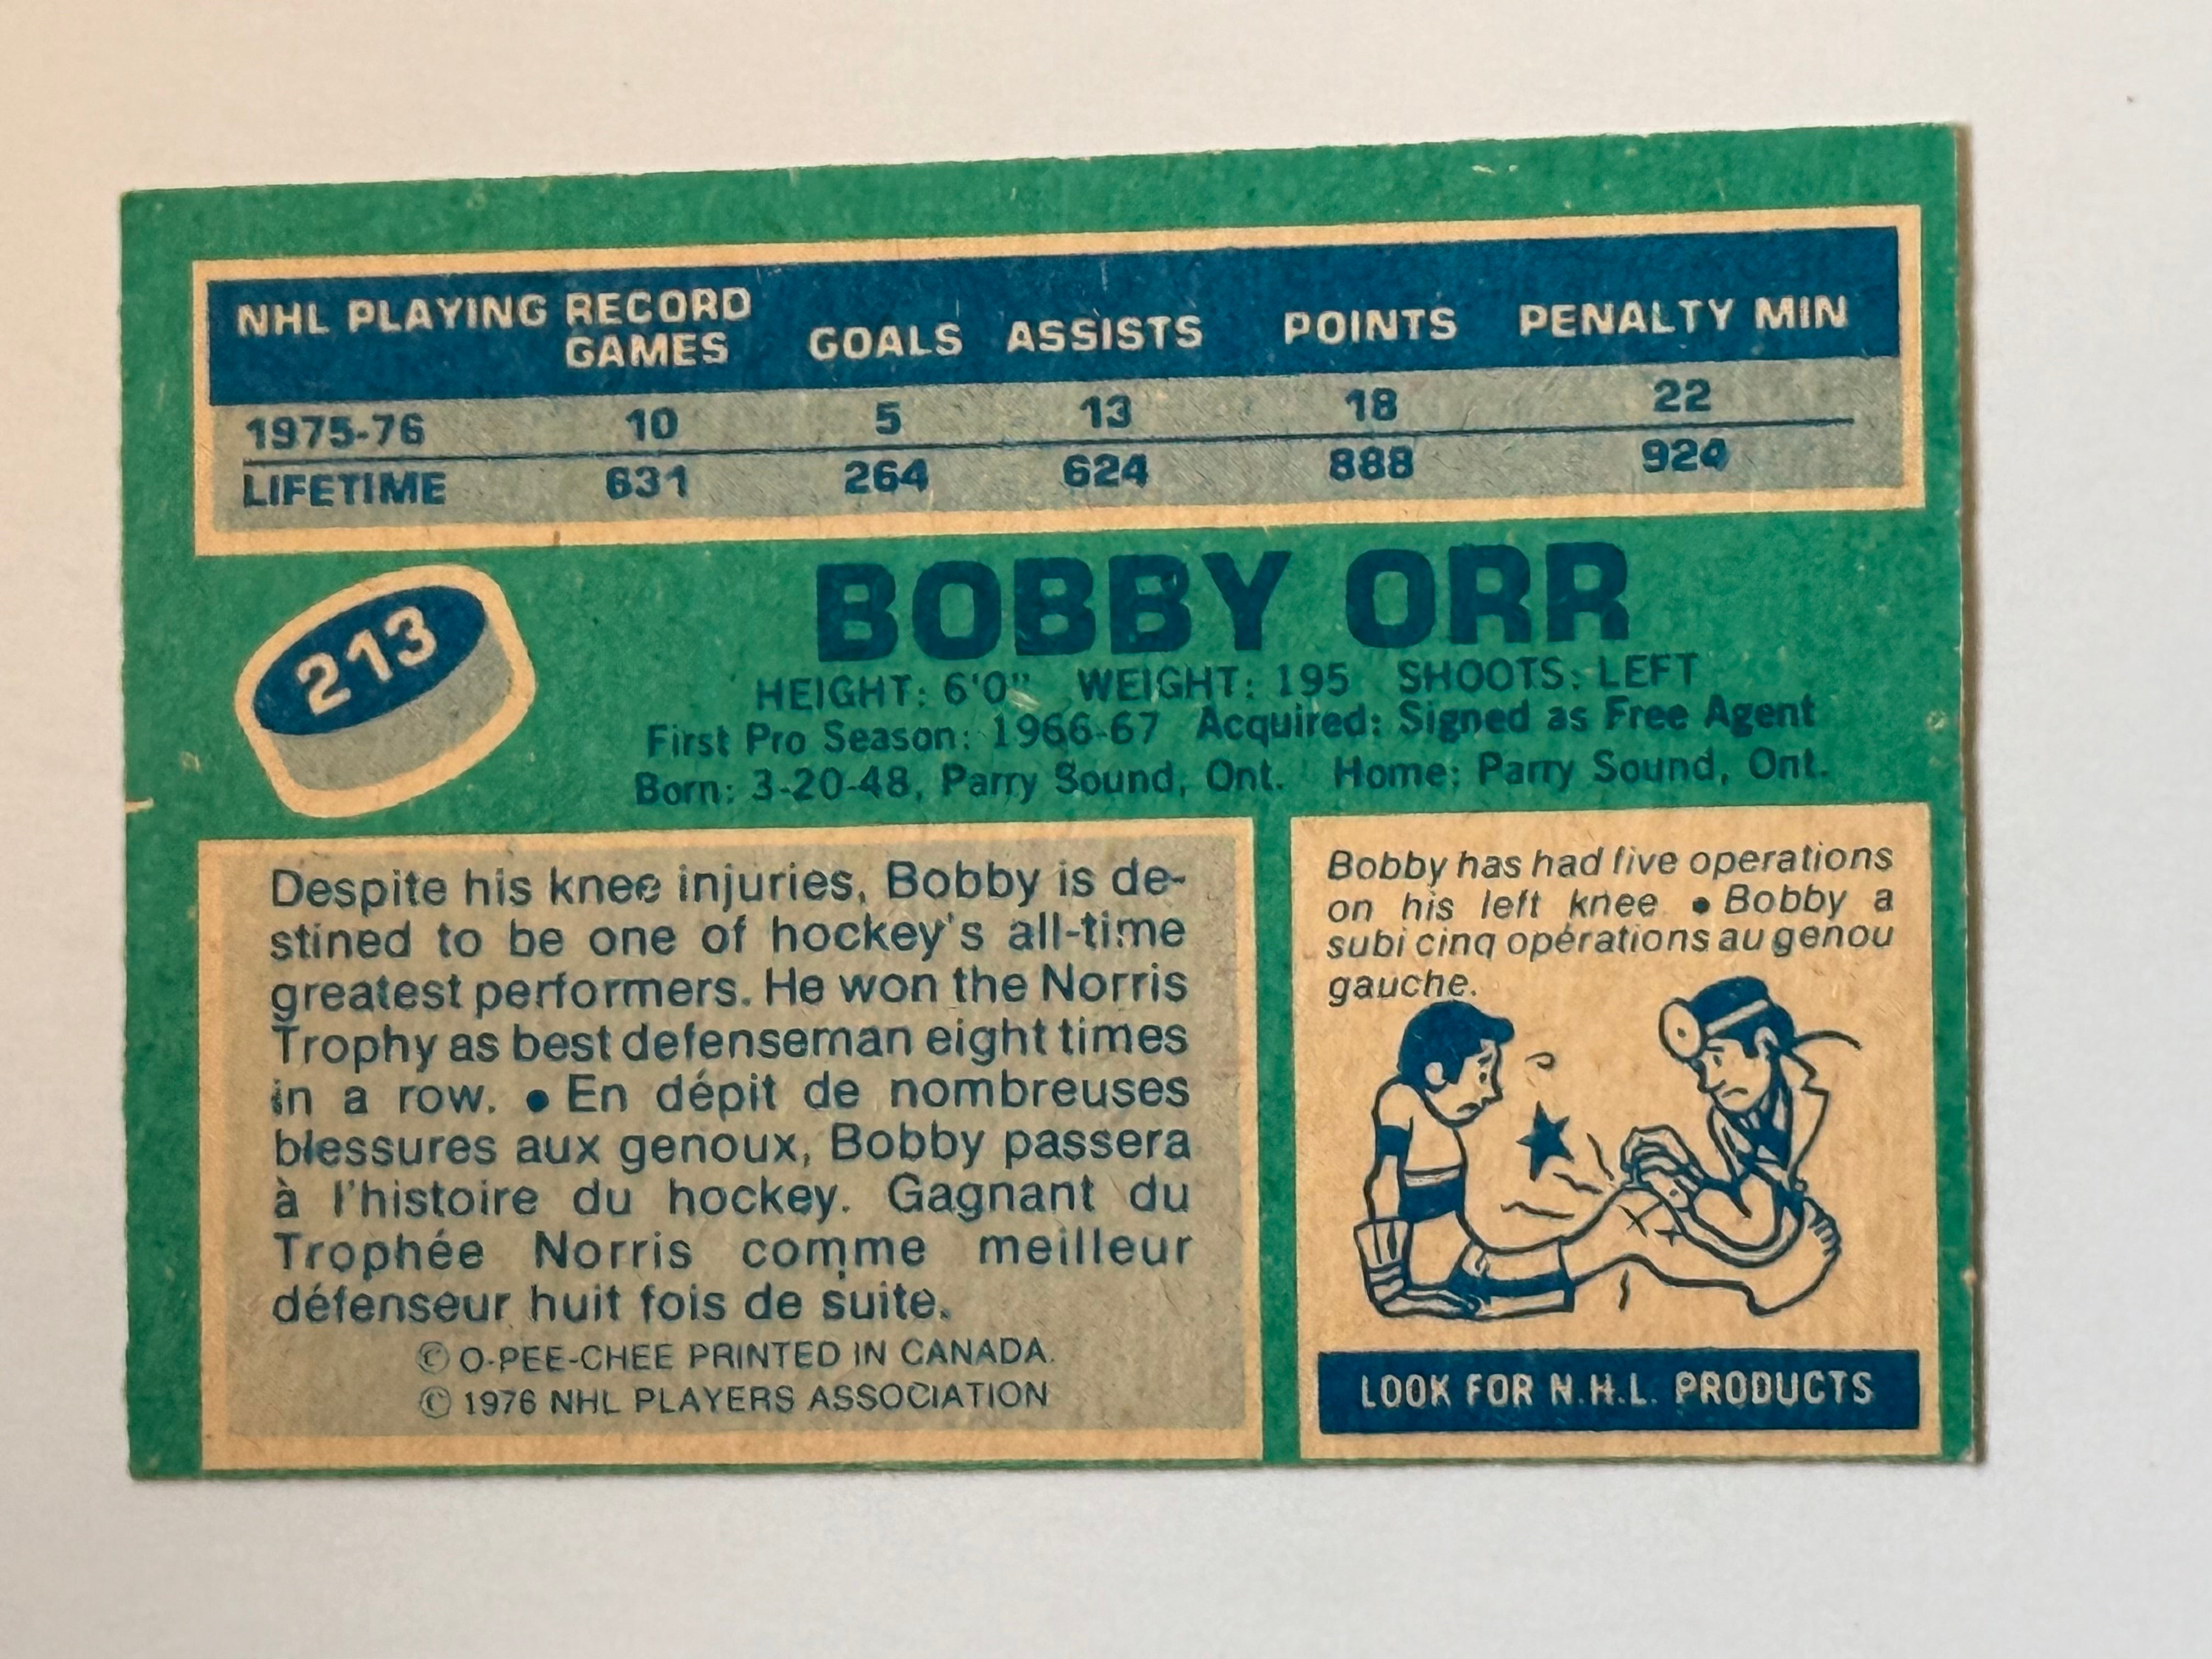 NHL PLAYING RECORD
GAMES GOALS ASSISTS POINTS PENALTY MIN
1975-76 10 5 13 18 22
LIFETIME 631 264 624 888 924
213
BOBBY ORR
HEIGHT: 6'0" WEIGHT: 195 SHOOTS: LEFT
First Pro Season: 1966-67 Acquired: Signed as Free Agent
Born: 3-20-48, Parry Sound, Ont. Home: Parry Sound, Ont.
Despite his knee injuries, Bobby is de-
stined to be one of hockey's all-time
greatest performers. He won the Norris
Trophy as best defenseman eight times
in a row. • En dépit de nombreuses
blessures aux genoux, Bobby passera
à l'histoire du hockey. Gagnant du
Trophée Norris comme meilleur
défenseur huit fois de suite.
© O-PEE-CHEE PRINTED IN CANADA.
© 1976 NHL PLAYERS ASSOCIATION
Bobby has had five operations
on his left knee • Bobby a
subi cinq opérations au genou
gauche.
LOOK FOR N.H.L. PRODUCTS